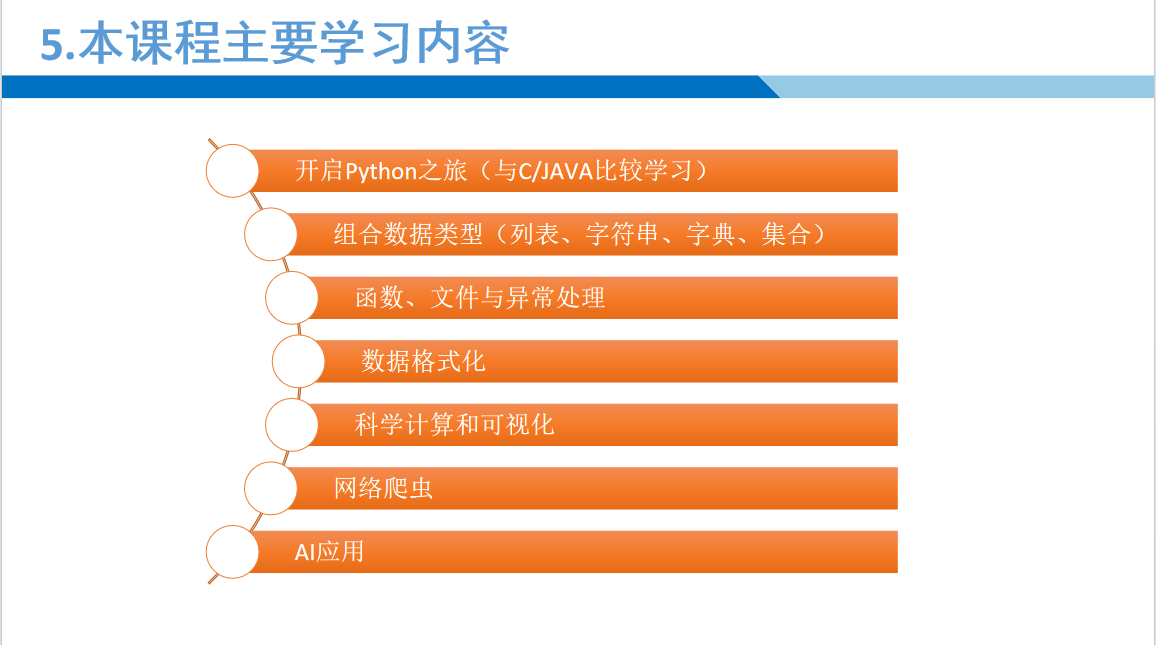 5.本课程主要学习内容
开启Python之旅（与C/JAVA比较学习）
组合数据类型（列表、字符串、字典、集合）
函数、文件与异常处理
数据格式化
科学计算和可视化
网络爬虫
AI应用